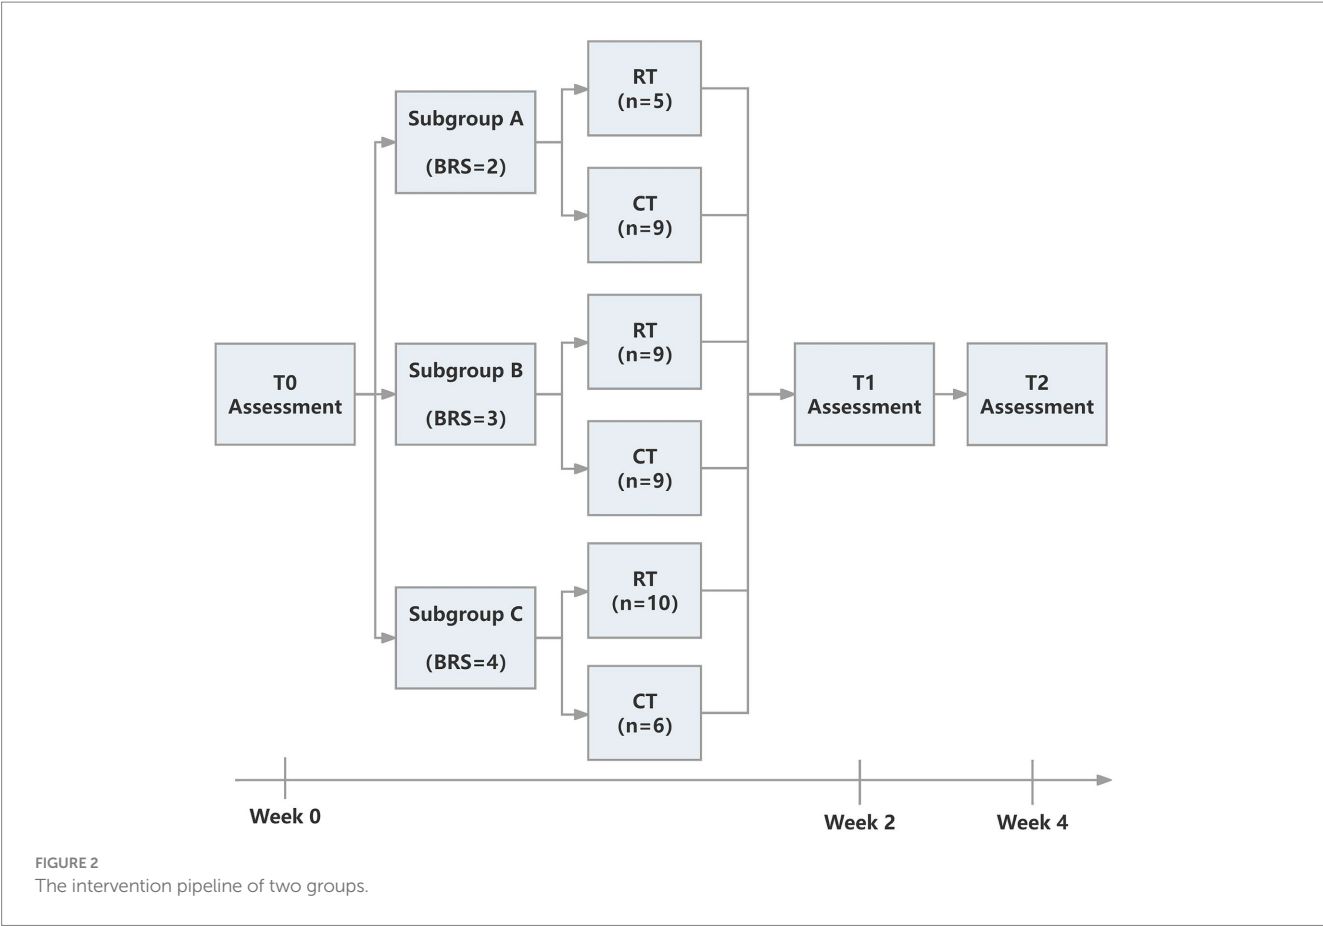 T0
Assessment
Subgroup A
(BRS=2)
RT
(n=5)
CT
(n=9)
Subgroup B
(BRS=3)
RT
(n=9)
CT
(n=9)
Subgroup C
(BRS=4)
RT
(n=10)
CT
(n=6)
T1
Assessment
T2
Assessment
Week 0
Week 2
Week 4
FIGURE 2
The intervention pipeline of two groups.